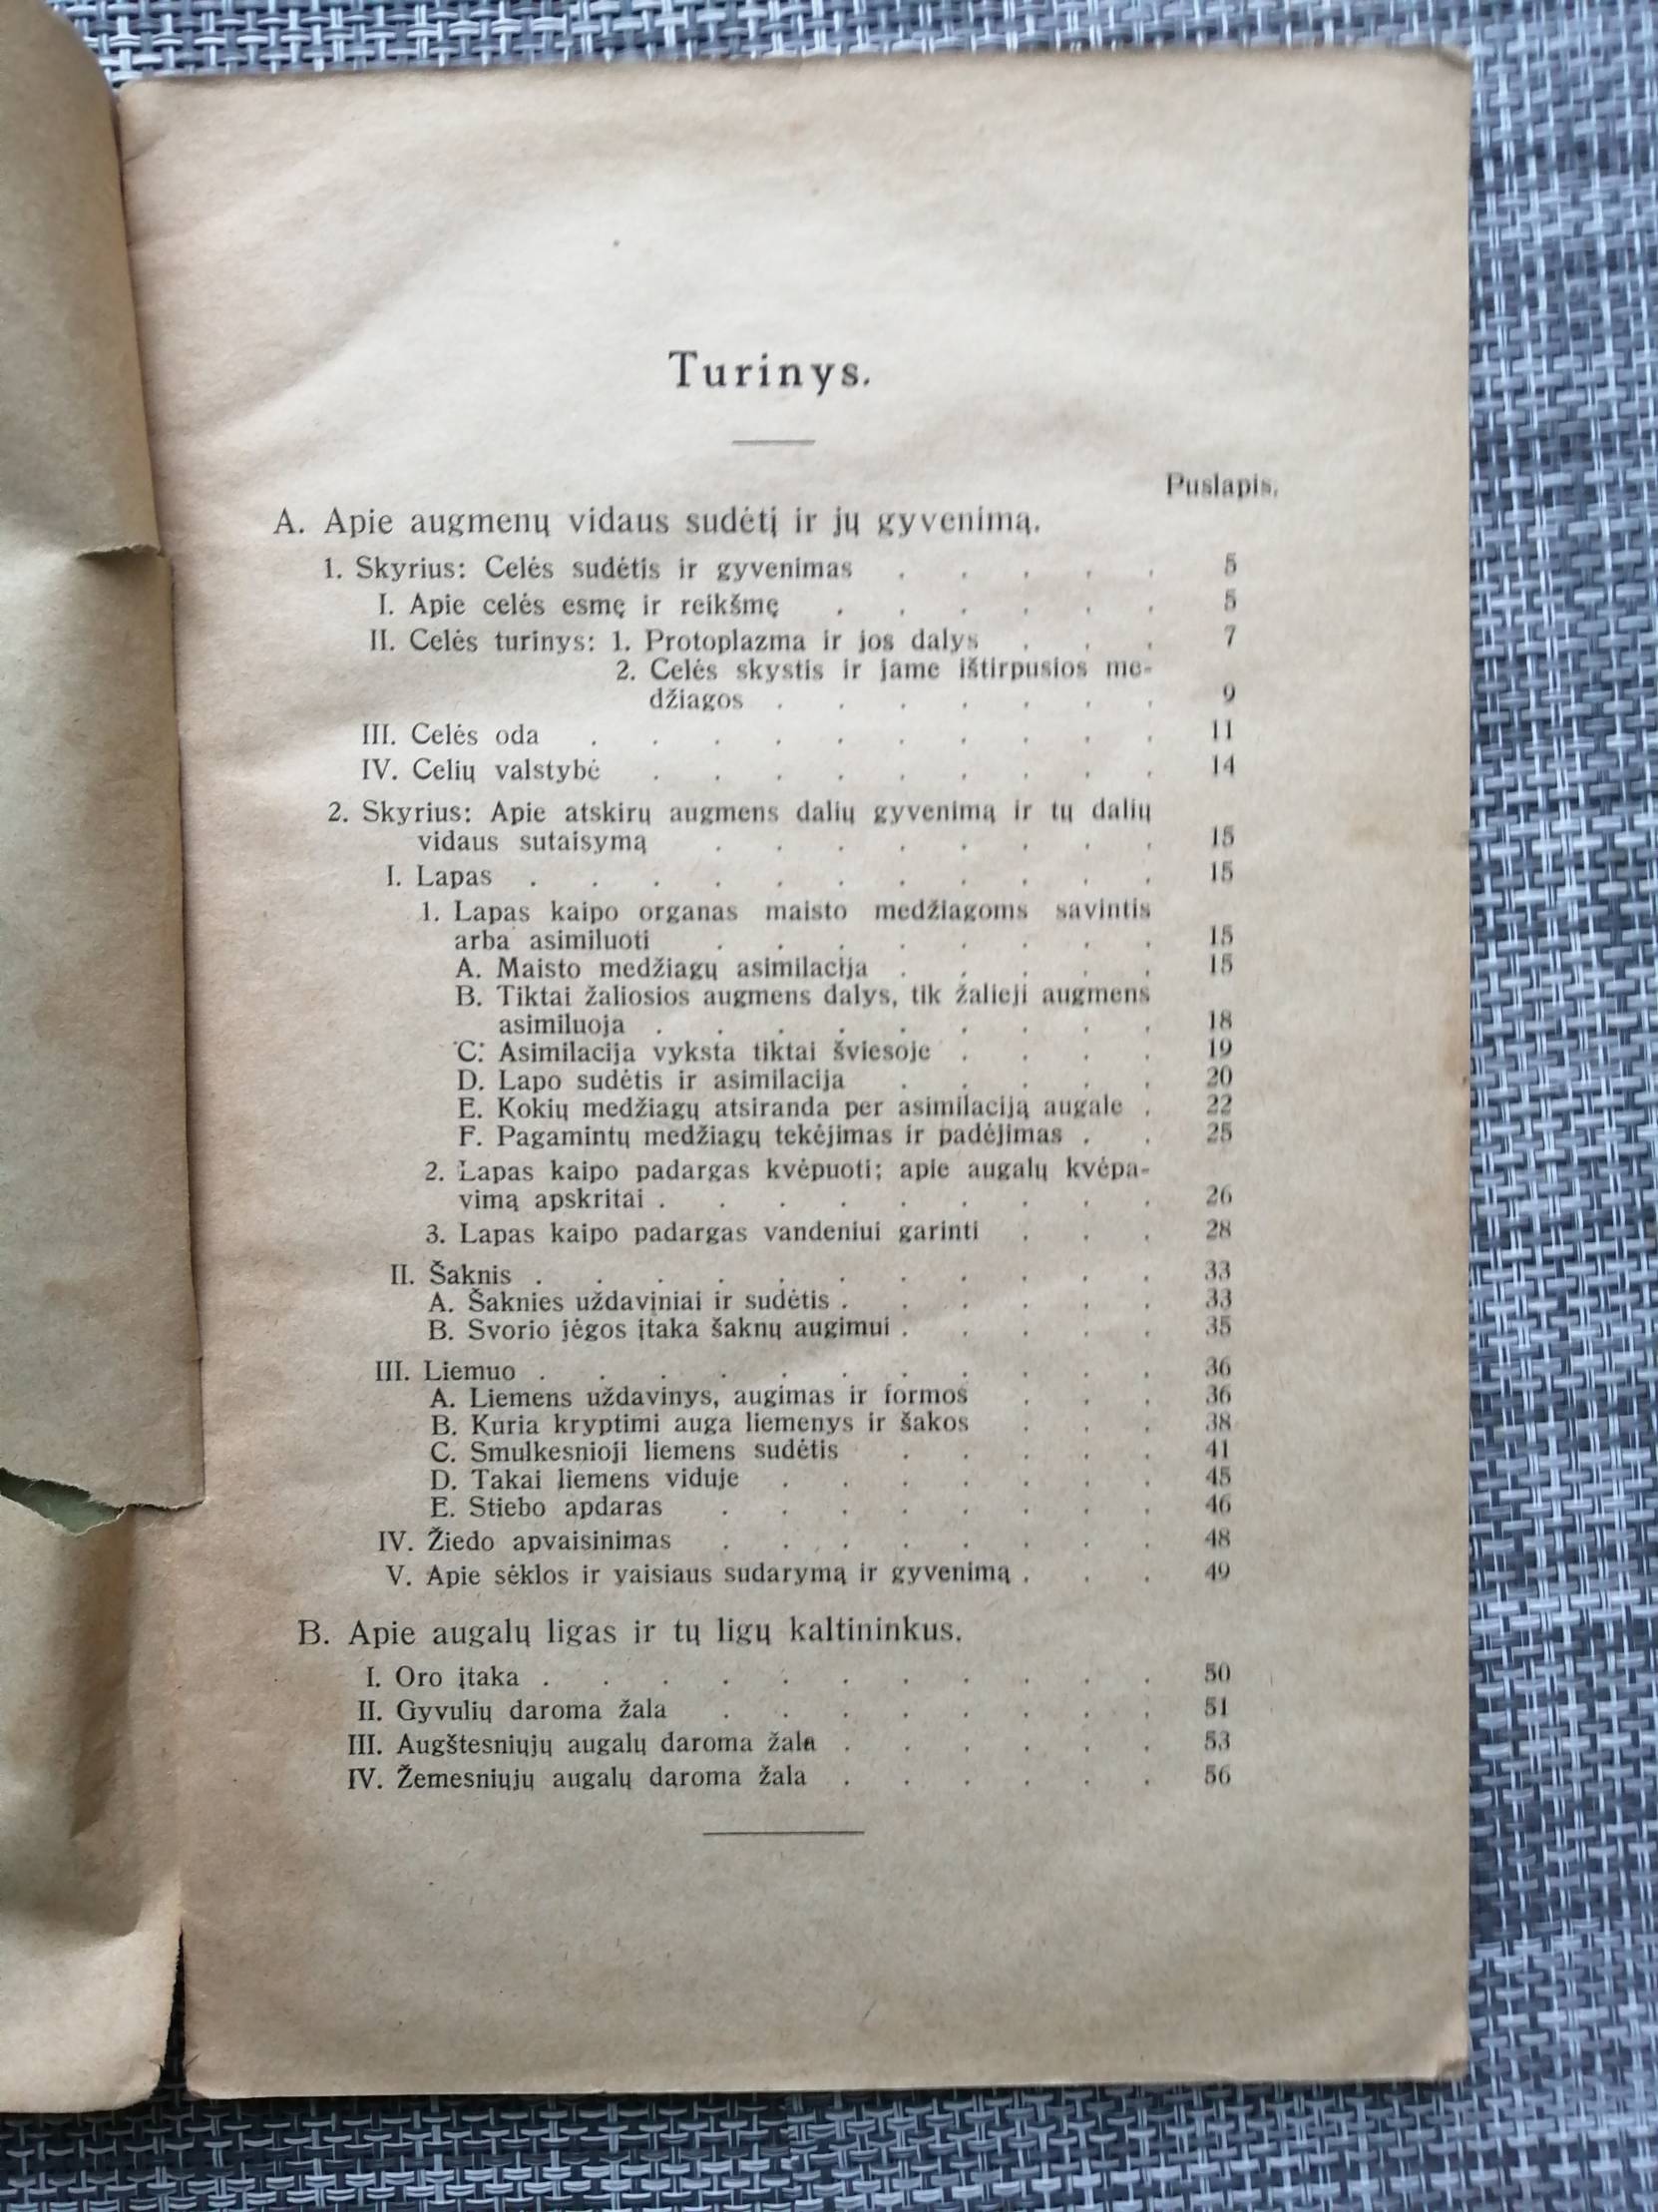 Turinys.
Puslapis.
A. Apie augmenų vidaus sudėtį ir jų gyvenimą.
1. Skyrius: Celės sudėtis ir gyvenimas . . . . . 5
I. Apie celės esmę ir reikšmę . . . . . . 5
II. Celės turinys: 1. Protoplazma ir jos dalys . . . 7
2. Celės skystis ir jame ištirpusios me-
džiagos . . . . . . . 9
III. Celės oda . . . . . . . . . . 11
IV. Celių valstybė . . . . . . . . . 14
2. Skyrius: Apie atskirų augmens dalių gyvenimą ir tų dalių
vidaus sutaisymą . . . . . . . . 15
I. Lapas . . . . . . . . . . . 15
1. Lapas kaipo organas maisto medžiagoms savintis
arba asimiluoti . . . . . . . . 15
A. Maisto medžiagų asimilacija . . . . . 15
B. Tiktai žaliosios augmens dalys, tik žalieji augmens
asimiluoja . . . . . . . . . 18
C. Asimilacija vyksta tiktai šviesoje . . . . 19
D. Lapo sudėtis ir asimilacija . . . . . 20
E. Kokių medžiagų atsiranda per asimilaciją augale . 22
F. Pagamintų medžiagų tekėjimas ir padėjimas . . 25
2. Lapas kaipo padargas kvėpuoti; apie augalų kvėpa-
vimą apskritai . . . . . . . . . 26
3. Lapas kaipo padargas vandeniui garinti . . . 28
II. Šaknis . . . . . . . . . . . 33
A. Šaknies uždaviniai ir sudėtis . . . . . . 33
B. Svorio jėgos įtaka šaknų augimui . . . . . 35
III. Liemuo . . . . . . . . . . . 36
A. Liemens uždavinys, augimas ir formos . . . 36
B. Kuria kryptimi auga liemenys ir šakos . . . 38
C. Smulkesnioji liemens sudėtis . . . . . 41
D. Takai liemens viduje . . . . . . . 45
E. Stiebo apdaras . . . . . . . . 46
IV. Žiedo apvaisinimas . . . . . . . . 48
V. Apie sėklos ir vaisiaus sudarymą ir gyvenimą . . . 49
B. Apie augalų ligas ir tų ligų kaltininkus.
I. Oro įtaka . . . . . . . . . . . 50
II. Gyvulių daroma žala . . . . . . . . 51
III. Augštesniųjų augalų daroma žala . . . . . . 53
IV. Žemesniųjų augalų daroma žala . . . . . . 56